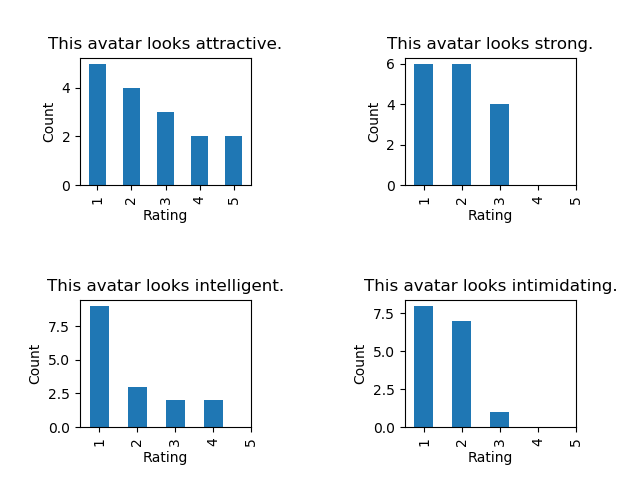 This avatar looks attractive.
Count
4
2
0
1 2 3 4 5
Rating
This avatar looks strong.
Count
6
4
2
0
1 2 3 4 5
Rating
This avatar looks intelligent.
Count
7.5
5.0
2.5
0.0
1 2 3 4 5
Rating
This avatar looks intimidating.
Count
7.5
5.0
2.5
0.0
1 2 3 4 5
Rating